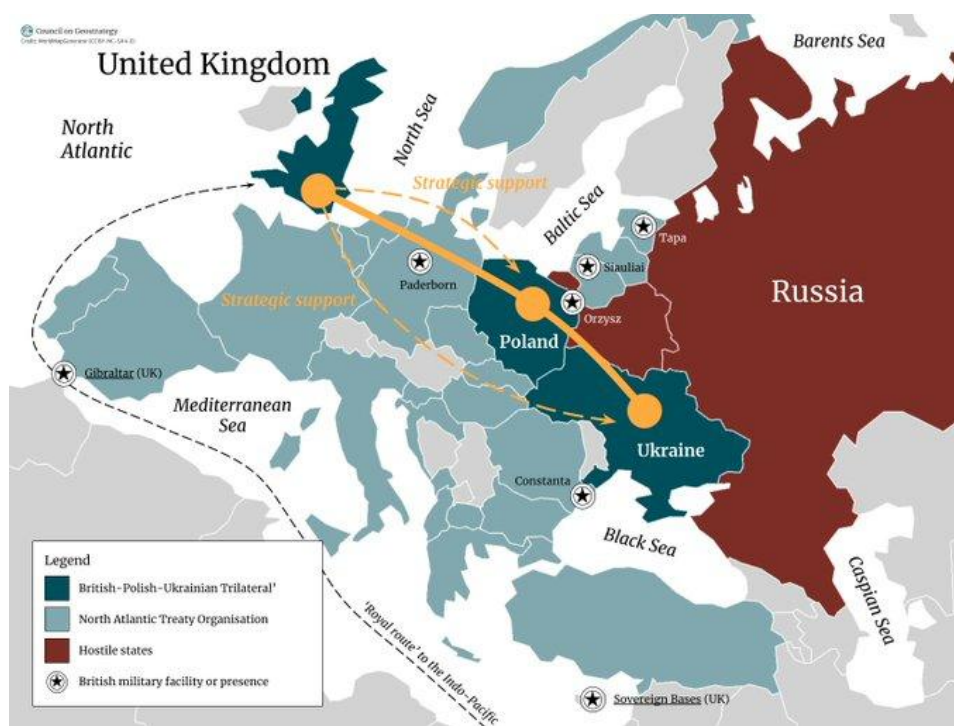 Council on Geostrategy
United Kingdom
Barents Sea
North
Atlantic
North Sea
Strategic support
Baltic Sea
Tapa
Siauliai
Paderborn
Orzysz
Russia
Strategic support
Poland
Gibraltar (UK)
Mediterranean
Sea
Ukraine
Constanta
Black Sea
Caspian Sea
Legend
British-Polish-Ukrainian Trilateral'
North Atlantic Treaty Organisation
Hostile states
British military facility or presence
'Royal route' to the Indo-Pacific
Sovereign Bases (UK)